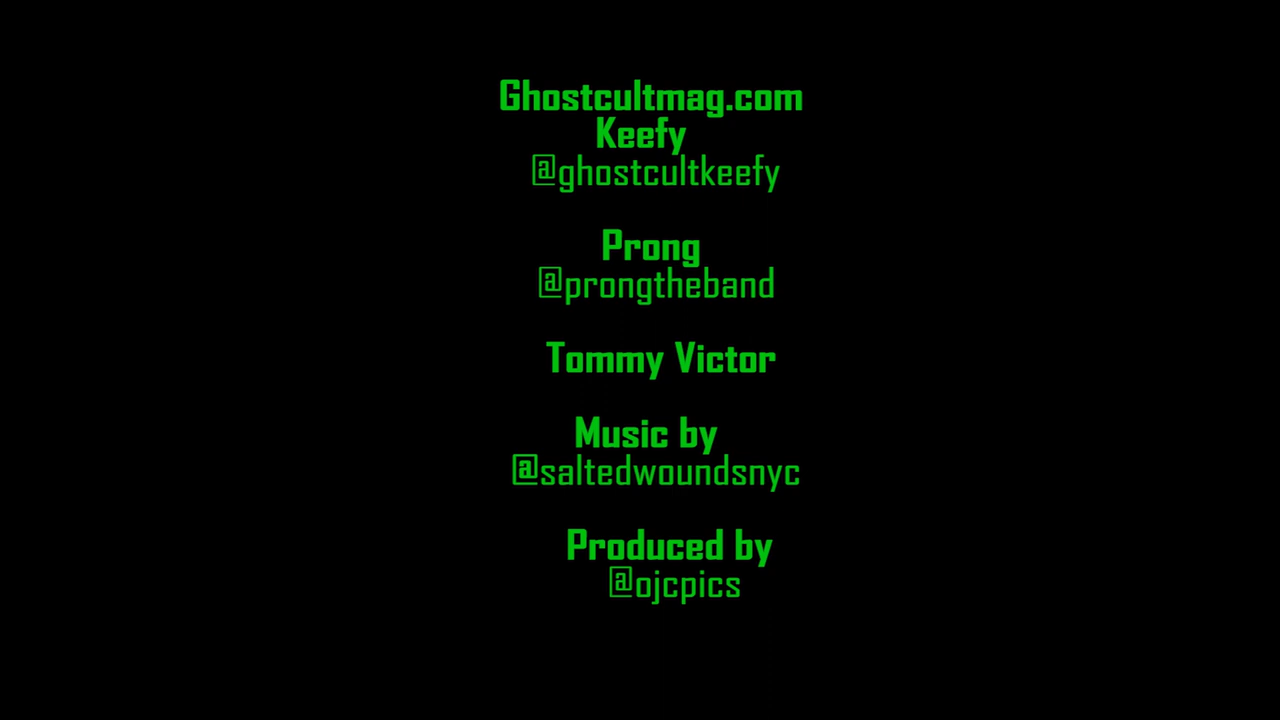 Ghostcultmag.com
Keefy
@ghostcultkeefy
Prong
@prongtheband
Tommy Victor
Music by
@saltedwoundsnyc
Produced by
@ojcpics